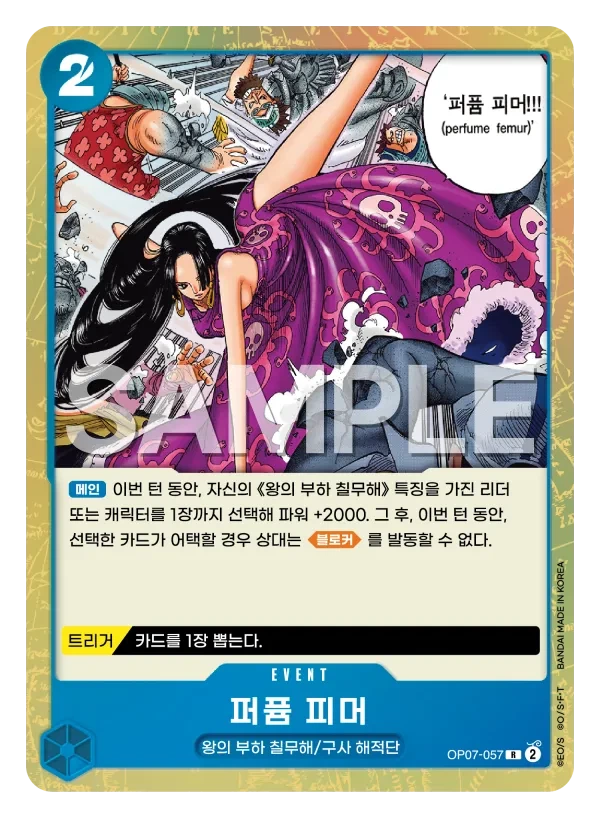 2
'퍼퓸 피머!!!
(perfume femur)'
SAMPLE
메인 이번 턴 동안, 자신의 《왕의 부하 칠무해》 특징을 가진 리더
또는 캐릭터를 1장까지 선택해 파워 +2000. 그 후, 이번 턴 동안,
선택한 카드가 어택할 경우 상대는 블로커 를 발동할 수 없다.
트리거 카드를 1장 뽑는다.
EVENT
퍼퓸 피머
왕의 부하 칠무해/구사 해적단
OP07-057 R 2
©E.O/S ©O/S·F·T BANDAI MADE IN KOREA